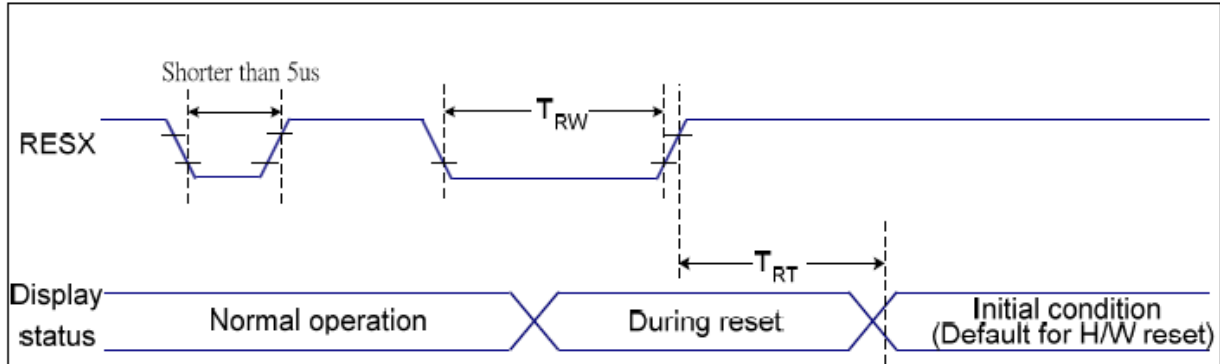 Shorter than 5us
RESX
TRW
TRT
Display
status
Normal operation
During reset
Initial condition
(Default for H/W reset)